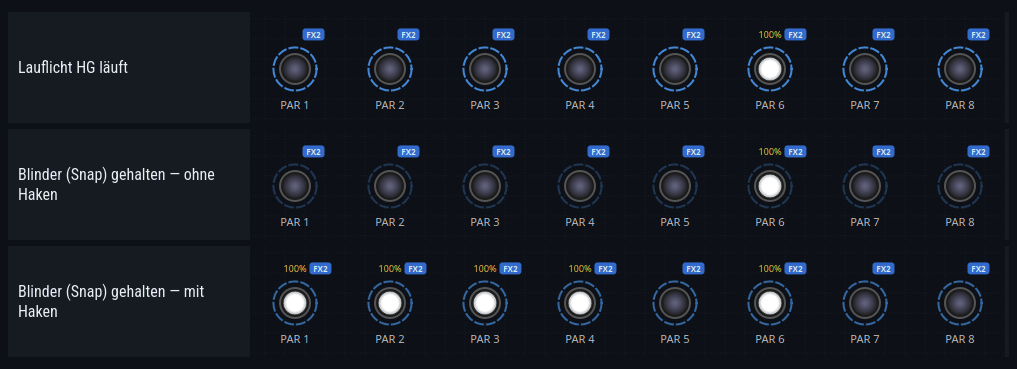 Lauflicht HG läuft
FX2 FX2 FX2 FX2 FX2 100% FX2 FX2 FX2
PAR 1 PAR 2 PAR 3 PAR 4 PAR 5 PAR 6 PAR 7 PAR 8
Blinder (Snap) gehalten — ohne
Haken
FX2 FX2 FX2 FX2 FX2 100% FX2 FX2 FX2
PAR 1 PAR 2 PAR 3 PAR 4 PAR 5 PAR 6 PAR 7 PAR 8
Blinder (Snap) gehalten — mit
Haken
100% FX2 100% FX2 100% FX2 100% FX2 FX2 100% FX2 FX2 FX2
PAR 1 PAR 2 PAR 3 PAR 4 PAR 5 PAR 6 PAR 7 PAR 8